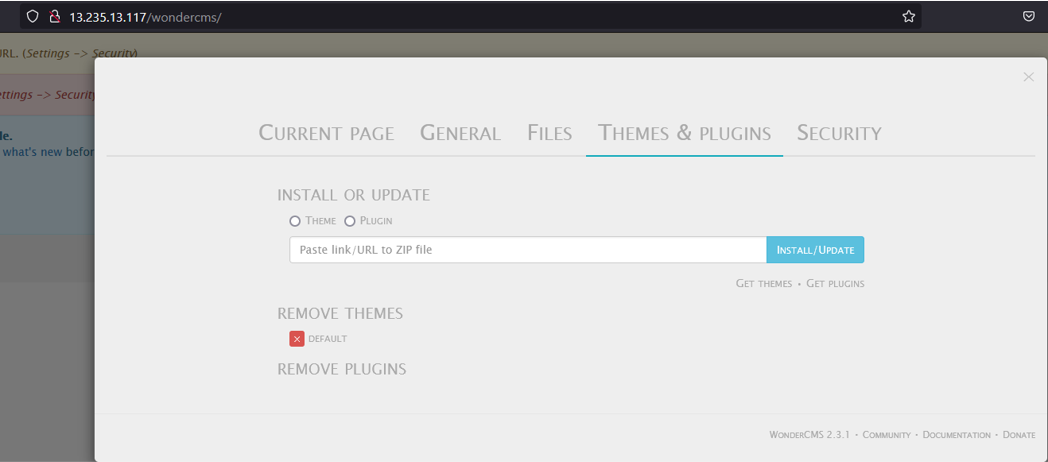 13.235.13.117/wondercms/
URL. (Settings -> Security)
ettings -> Security
le.
what's new befor
Current page General Files Themes & plugins Security
INSTALL OR UPDATE
Theme Plugin
Paste link/URL to ZIP file Install/Update
Get themes · Get plugins
REMOVE THEMES
× default
REMOVE PLUGINS
WonderCMS 2.3.1 · Community · Documentation · Donate